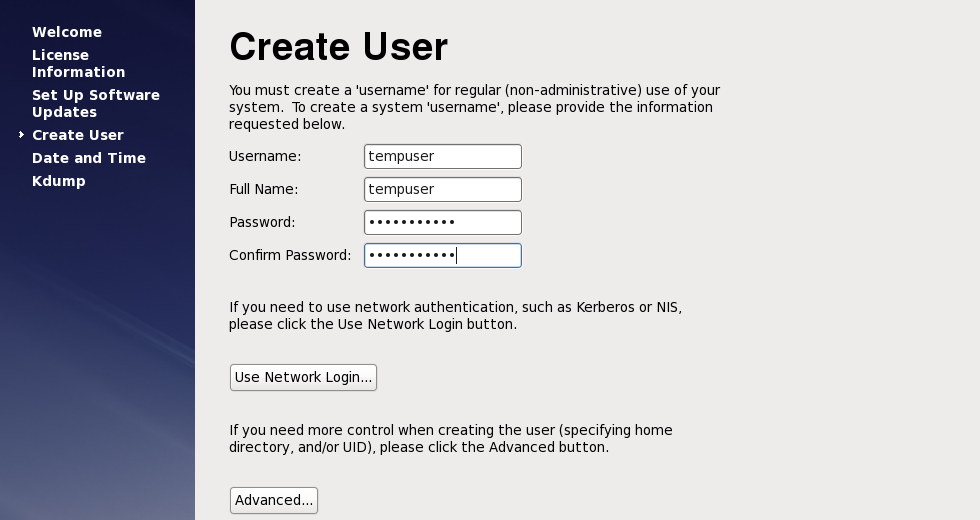 Welcome
License
Information
Set Up Software
Updates
Create User
Date and Time
Kdump
Create User
You must create a 'username' for regular (non-administrative) use of your
system.  To create a system 'username', please provide the information
requested below.
Username: tempuser
Full Name: tempuser
Password: •••••••••••
Confirm Password: •••••••••••
If you need to use network authentication, such as Kerberos or NIS,
please click the Use Network Login button.
Use Network Login...
If you need more control when creating the user (specifying home
directory, and/or UID), please click the Advanced button.
Advanced...